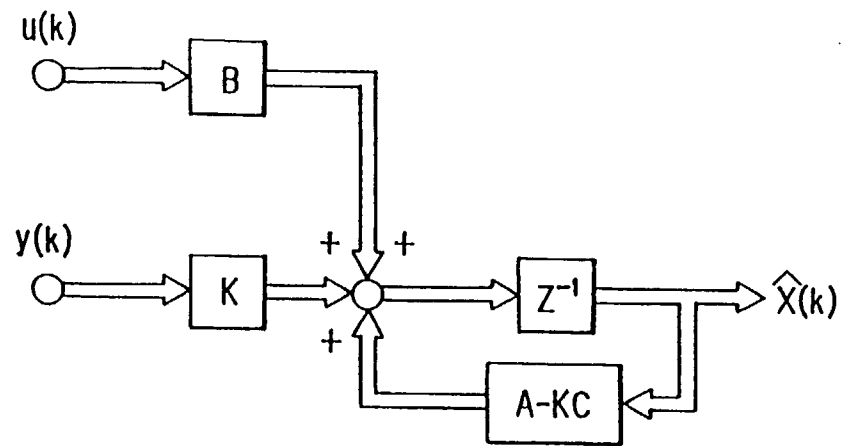 u(k)
B
y(k)
+ +
K
Z⁻¹
X̂(k)
+
A-KC